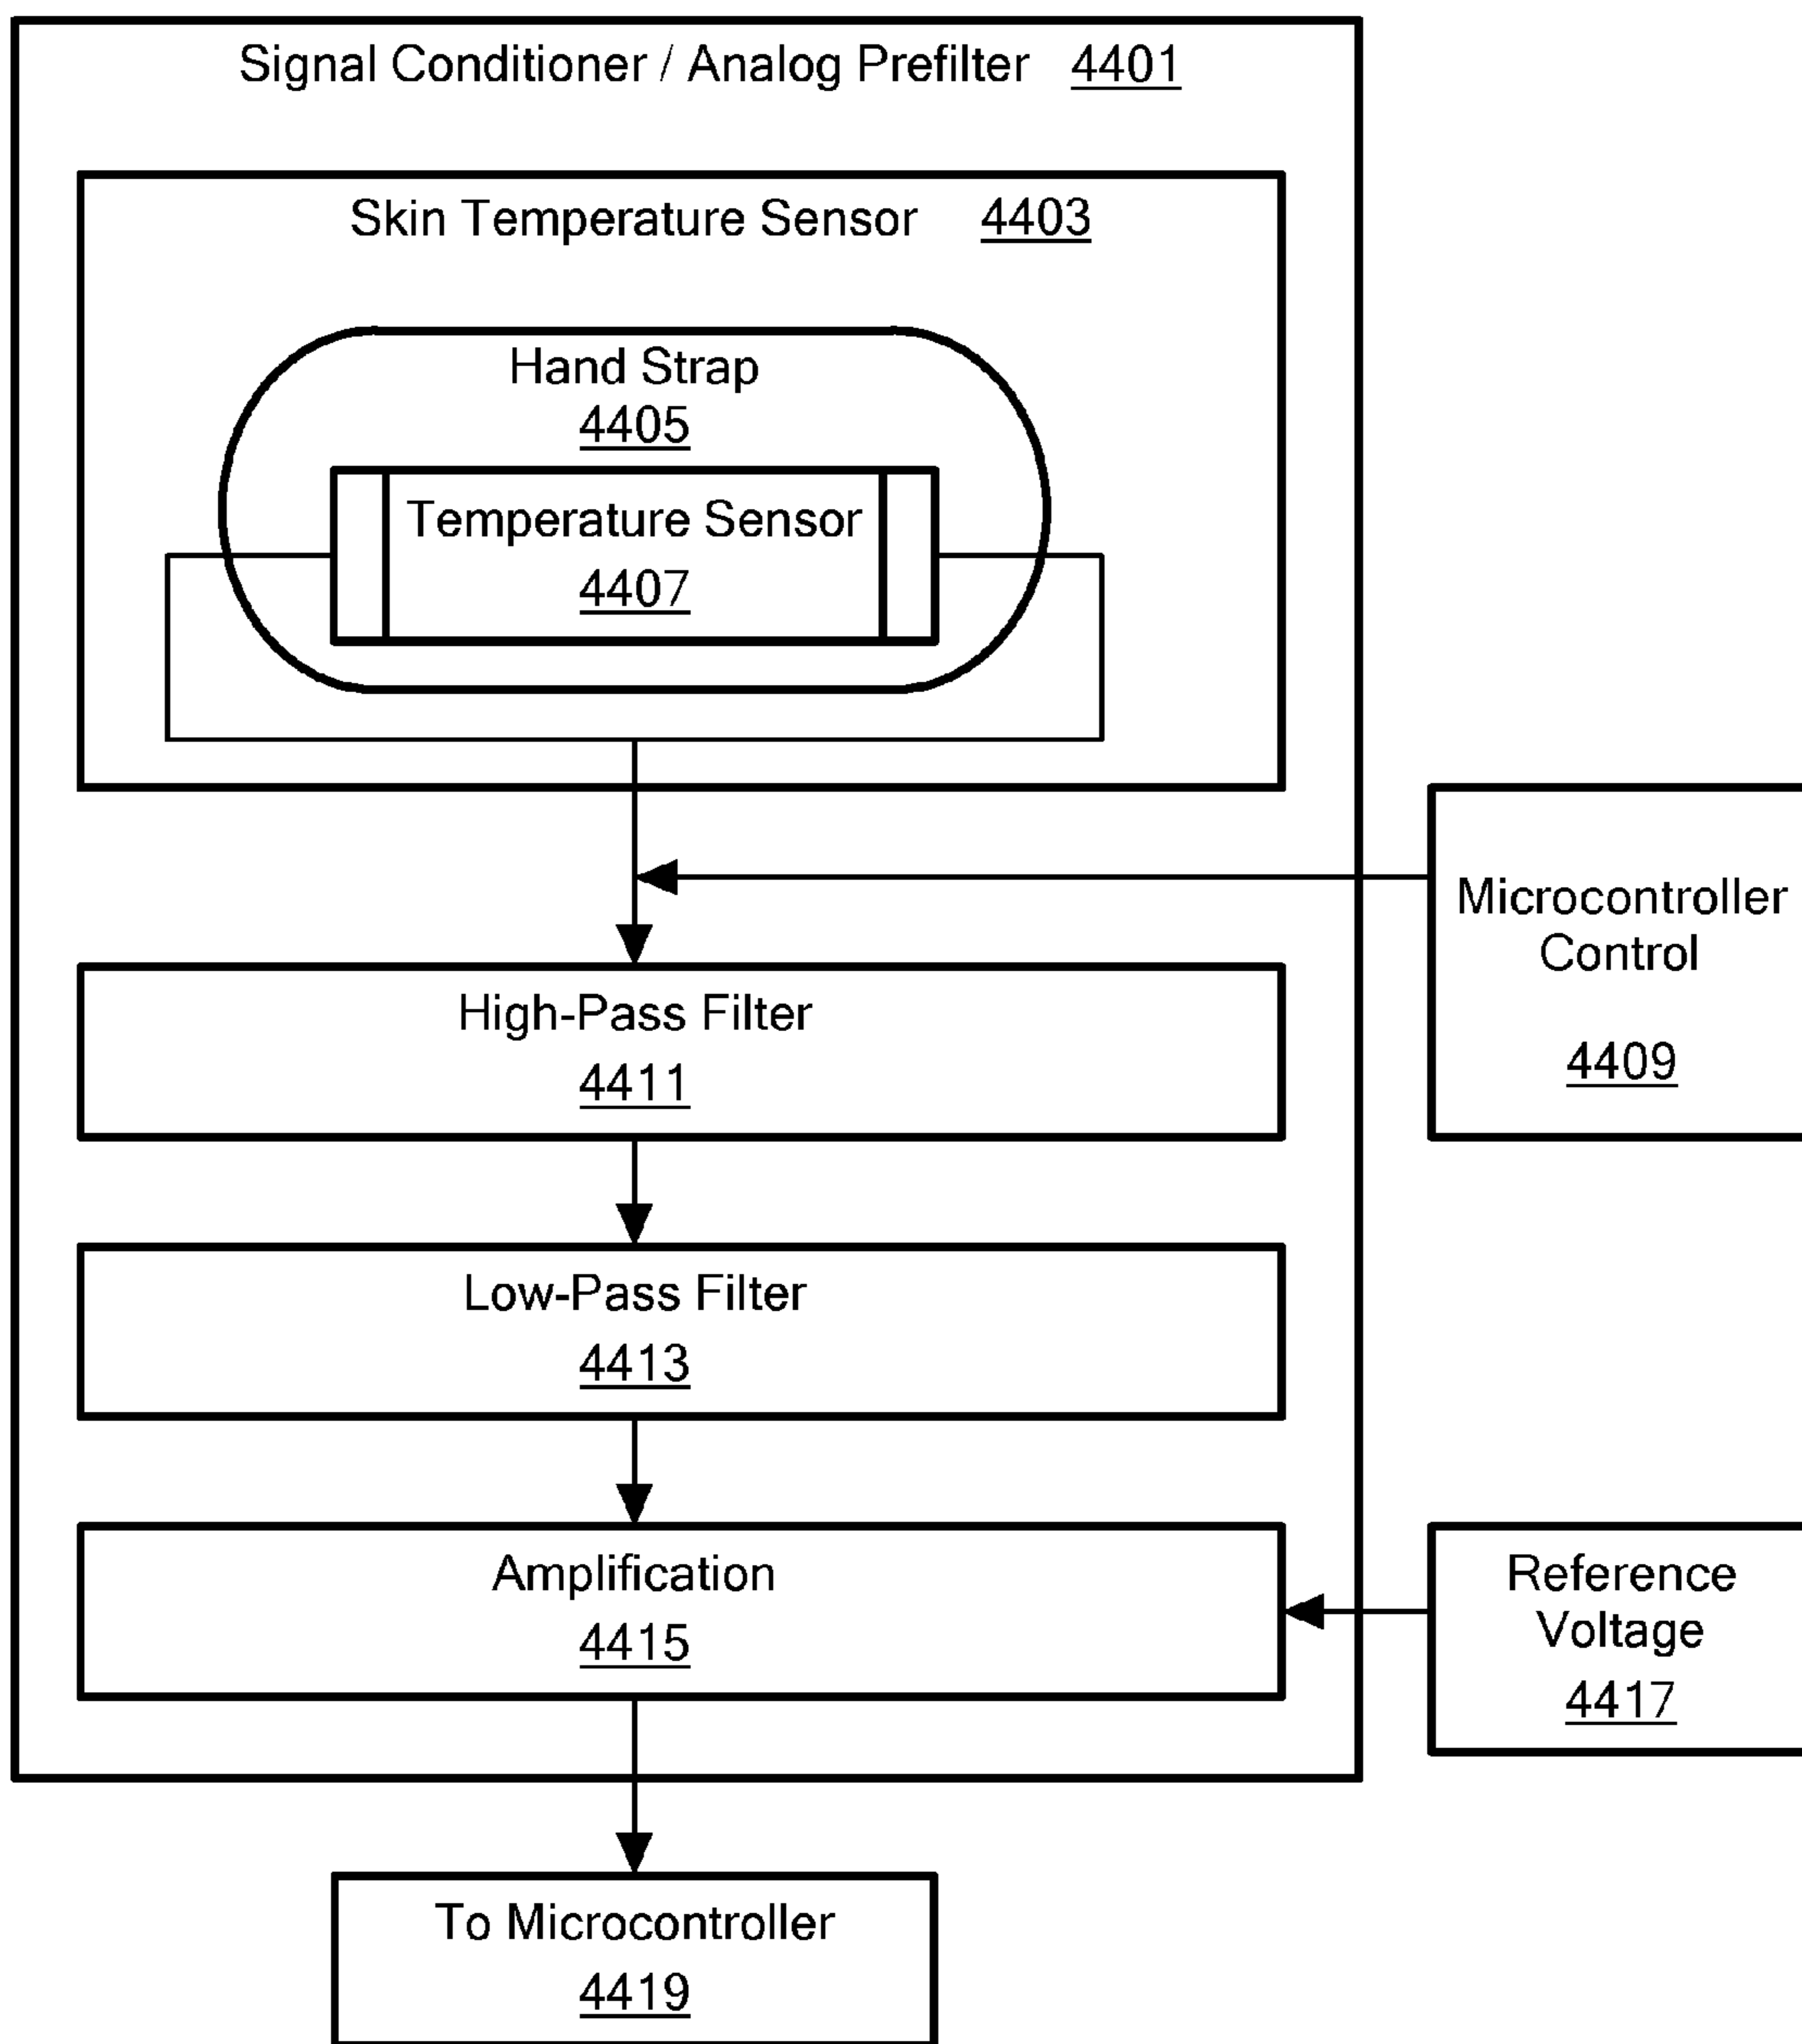 Signal Conditioner / Analog Prefilter 4401
Skin Temperature Sensor 4403
Hand Strap
4405
Temperature Sensor
4407
Microcontroller
Control
4409
High-Pass Filter
4411
Low-Pass Filter
4413
Amplification
4415
Reference
Voltage
4417
To Microcontroller
4419